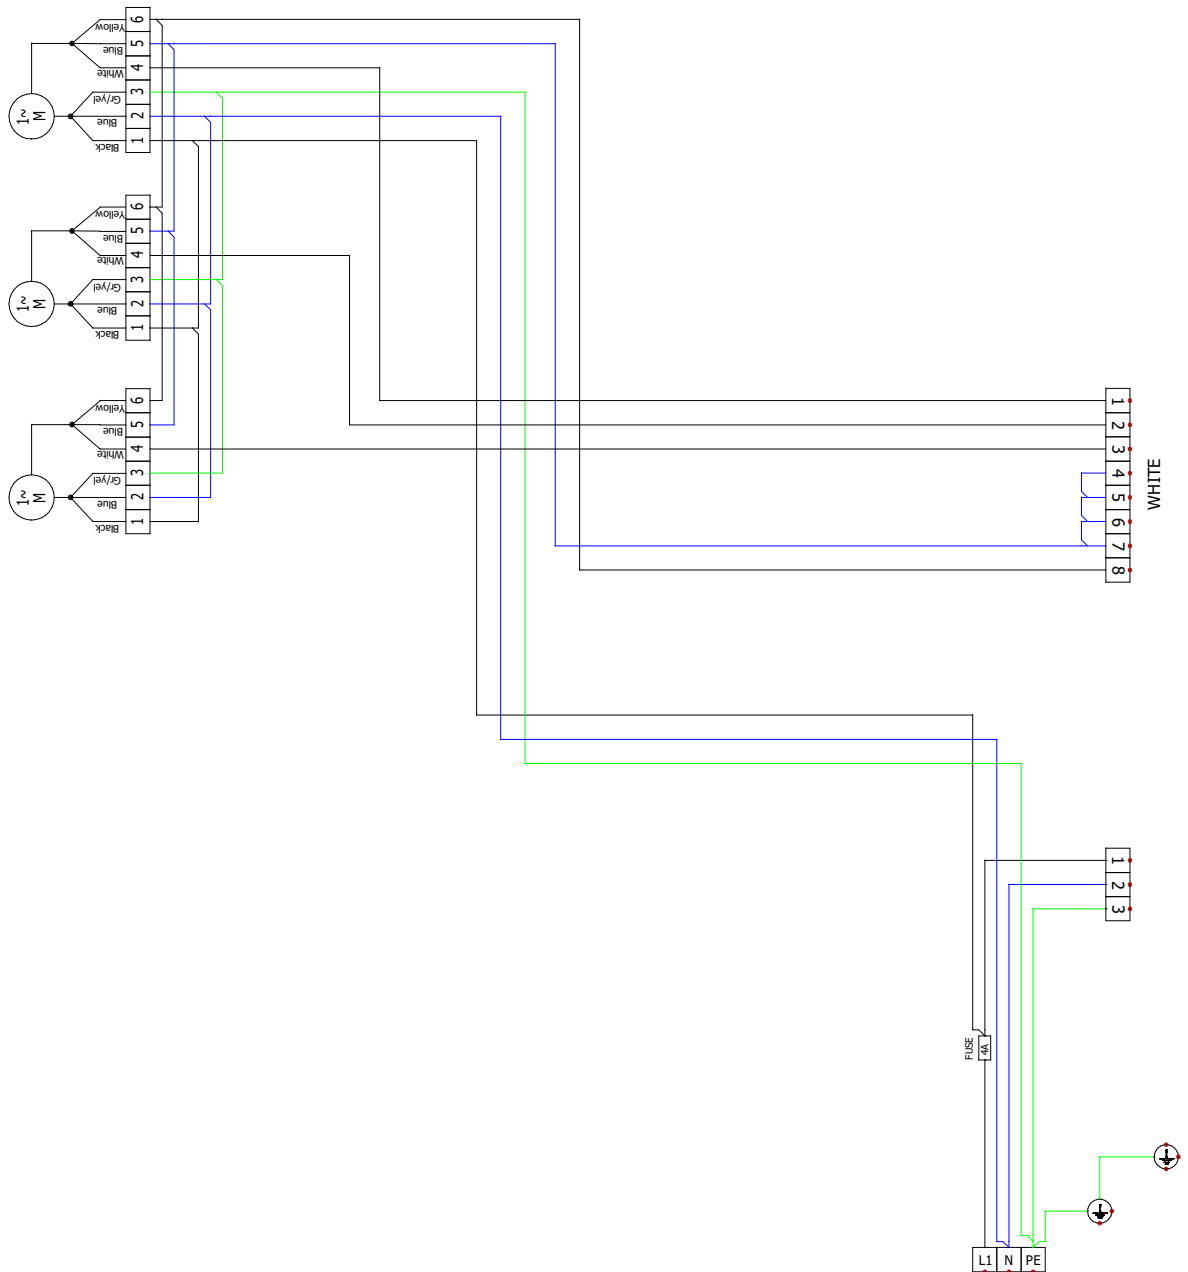 6
Yellow
5
Blue
4
White
3
Gr/yel
2
Blue
1
Black
1~
M
6
Yellow
5
Blue
4
White
3
Gr/yel
2
Blue
1
Black
1~
M
6
Yellow
5
Blue
4
White
3
Gr/yel
2
Blue
1
Black
1~
M
1
2
3
4
5
6
7
8
WHITE
1
2
3
FUSE
4A
L1 N PE